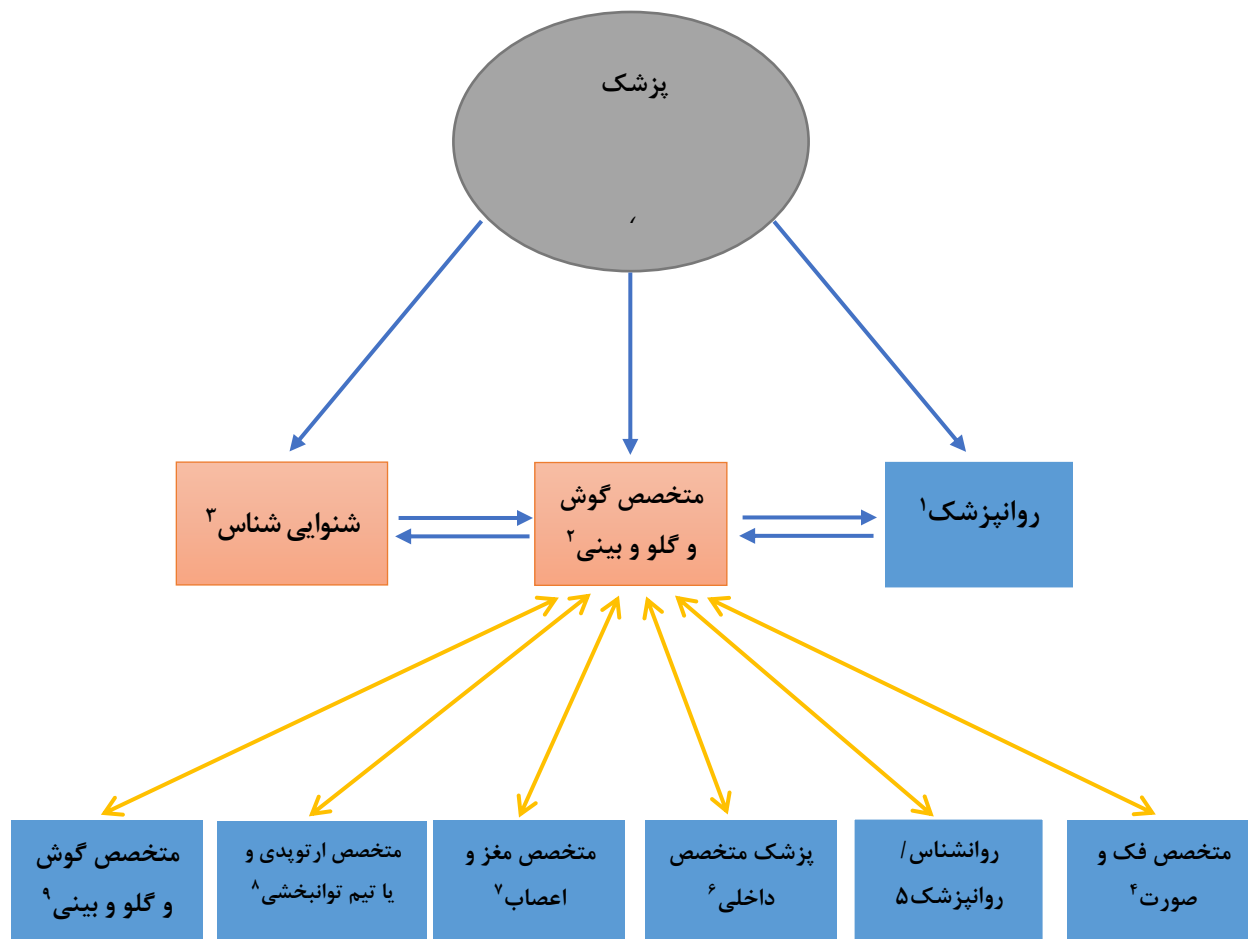 پزشک
،
روانپزشک۱
متخصص گوش
و گلو و بینی۲
شنوایی شناس۳
متخصص فک و
صورت۴
روانشناس/
روانپزشک۵
پزشک متخصص
داخلی۶
متخصص مغز و
اعصاب۷
متخصص ارتوپدی و
یا تیم توانبخشی۸
متخصص گوش
و گلو و بینی۹